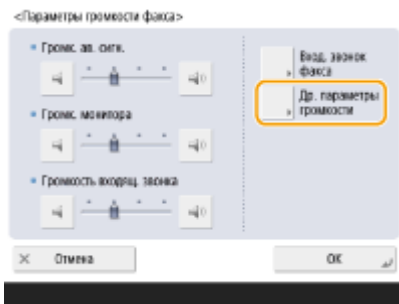 <Параметры громкости факса>
Громк. ав. сигн.
Громк. монитора
Громкость входящ. звонка
Вход. звонок
факса
Др. параметры
громкости
Отмена
OK